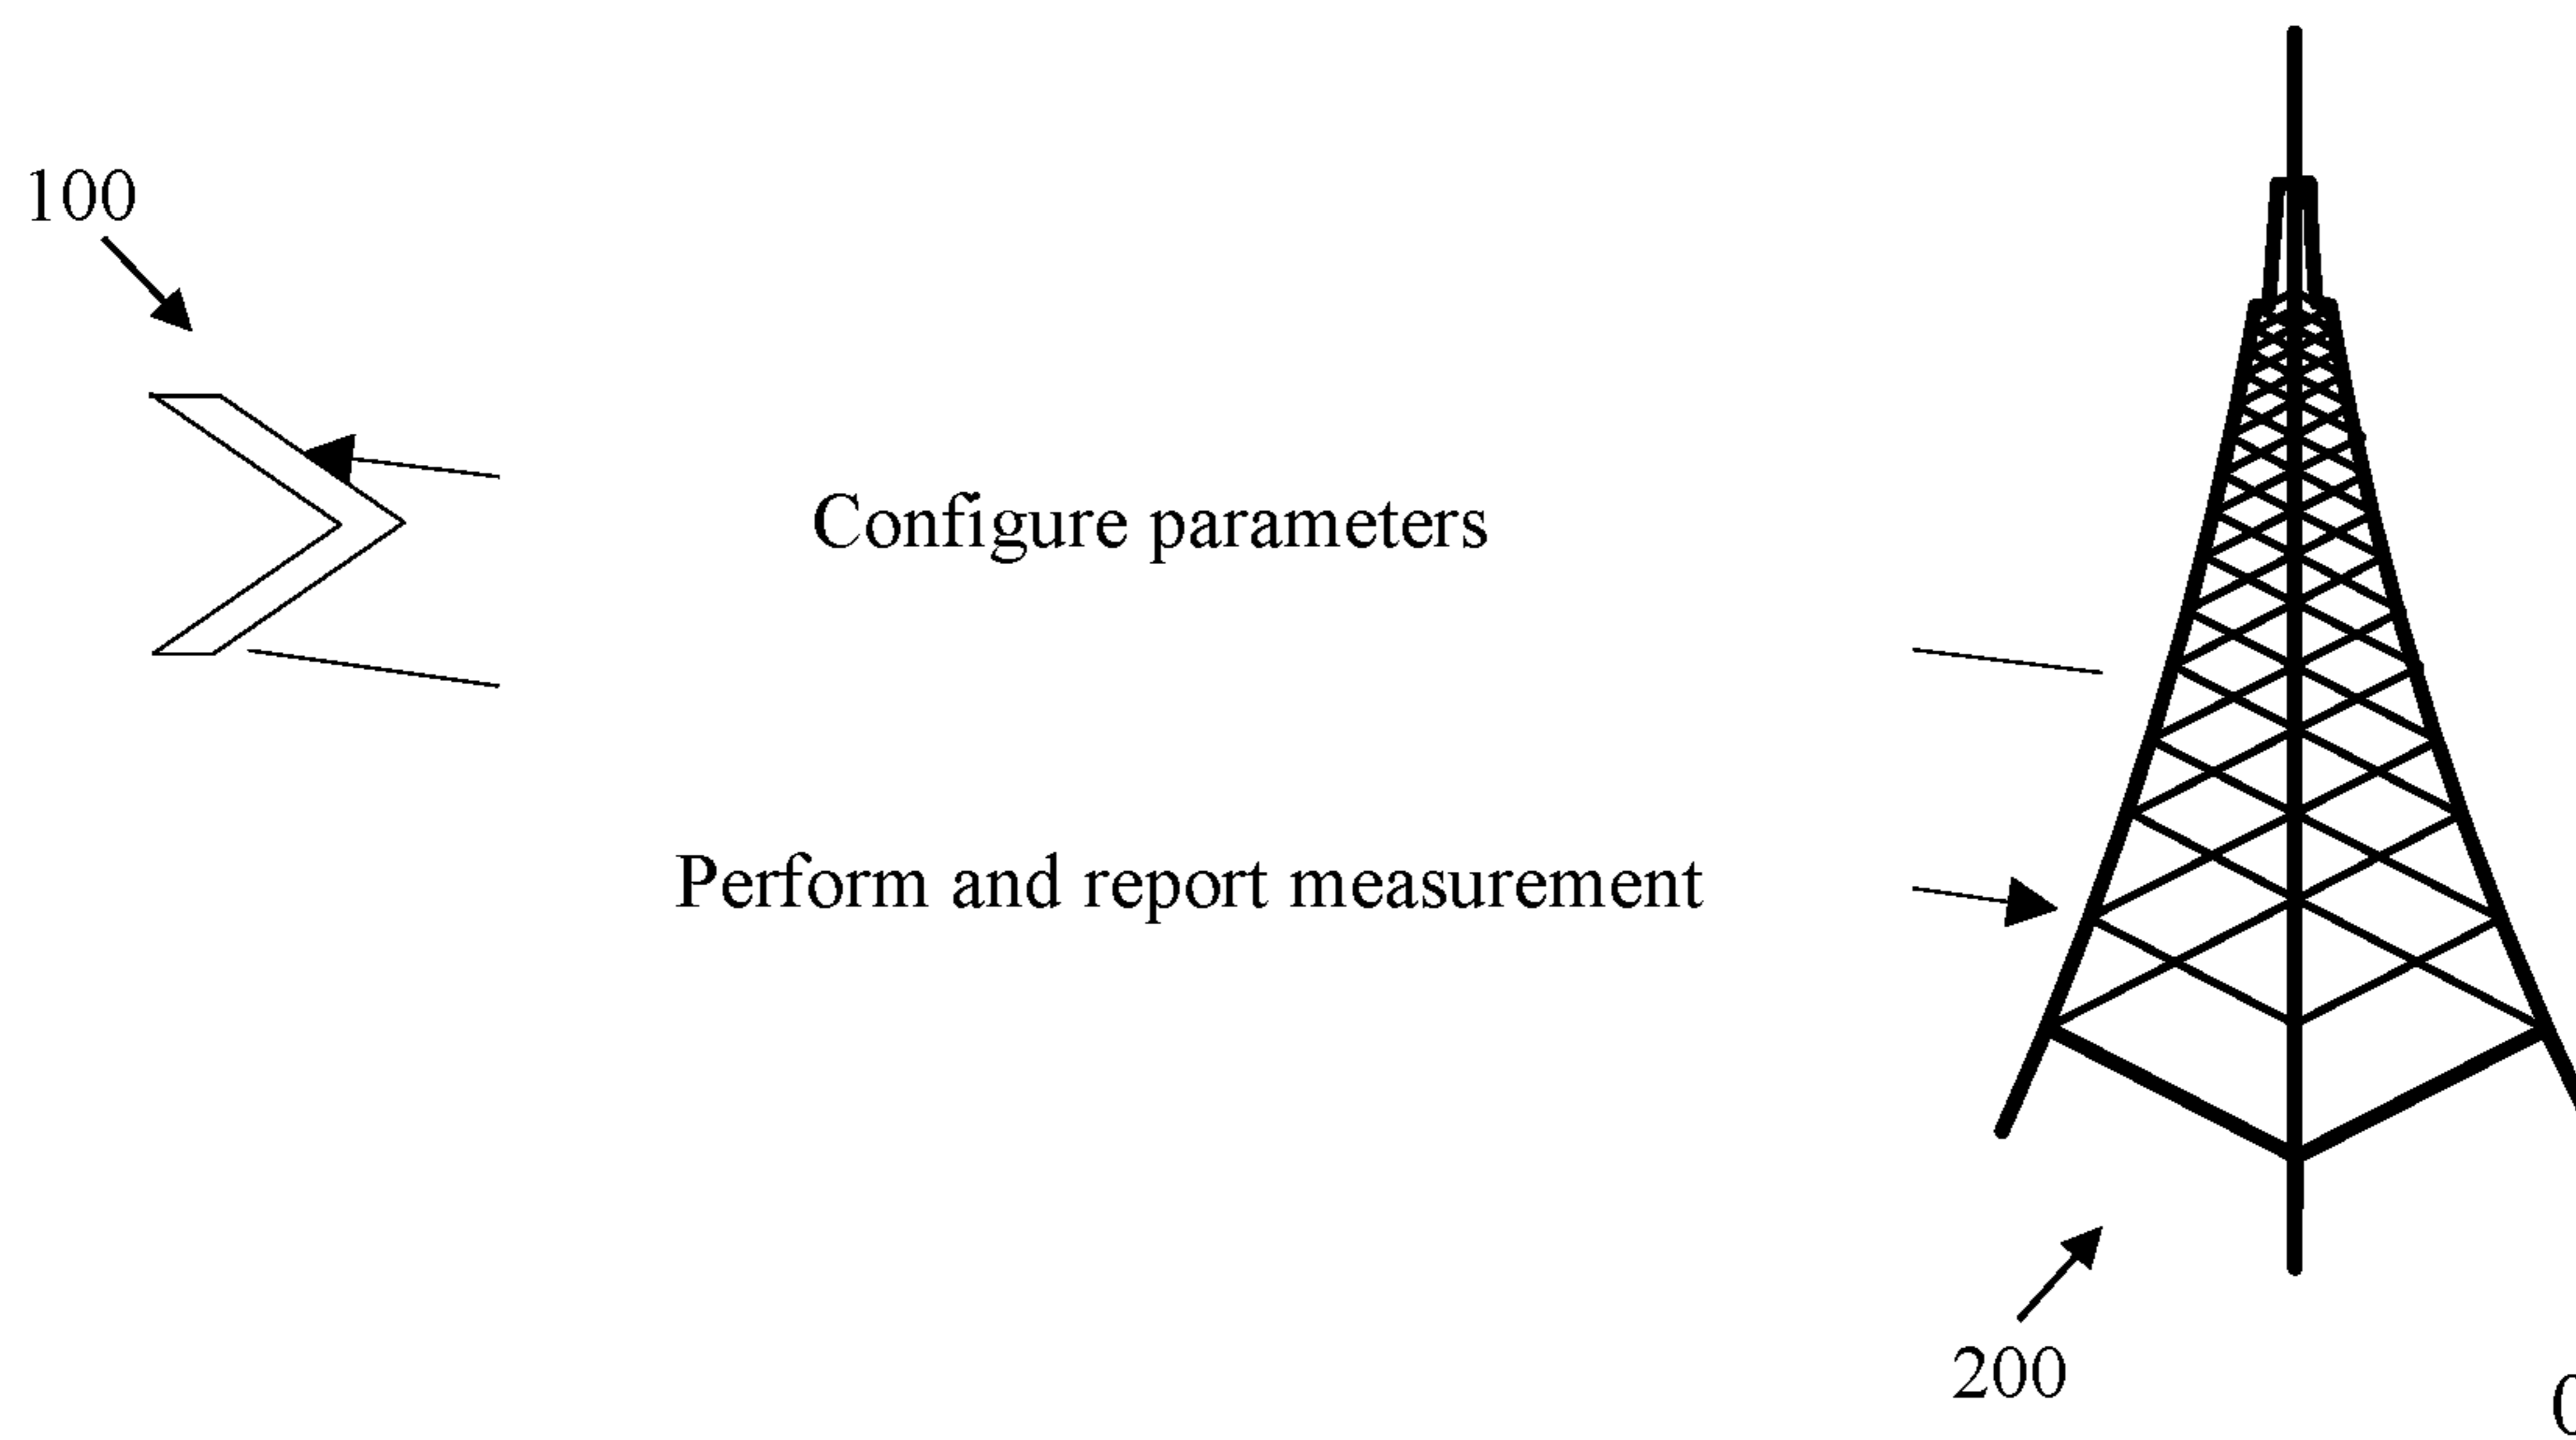 100
Configure parameters
Perform and report measurement
200